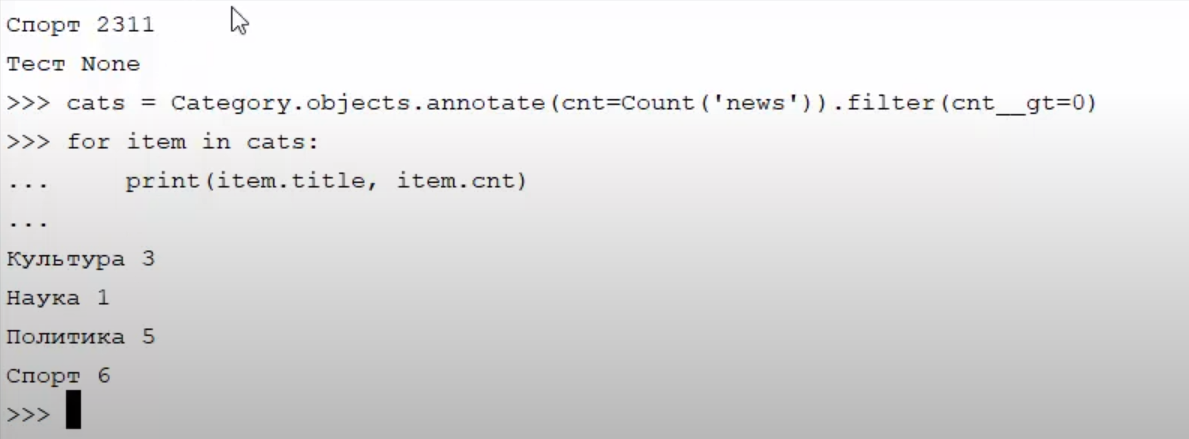 Спорт 2311
Тест None
>>> cats = Category.objects.annotate(cnt=Count('news')).filter(cnt__gt=0)
>>> for item in cats:
...     print(item.title, item.cnt)
...
Культура 3
Наука 1
Политика 5
Спорт 6
>>>